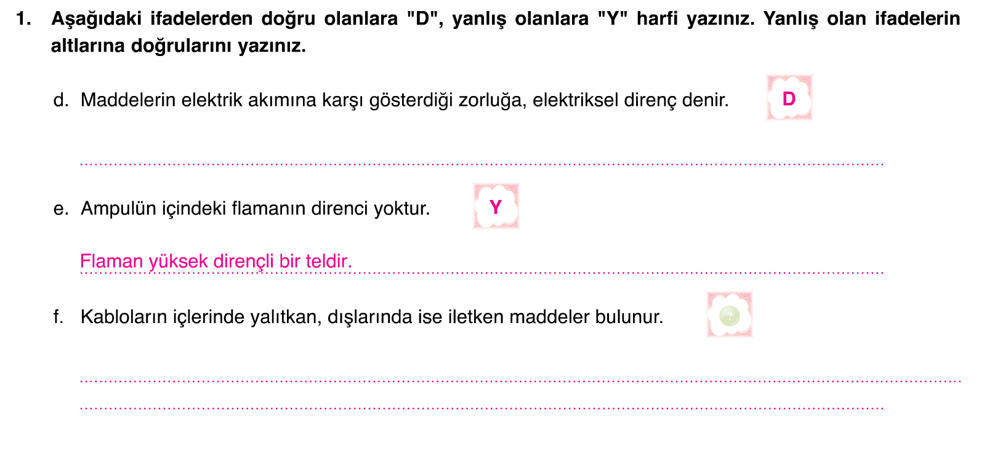 1. Aşağıdaki ifadelerden doğru olanlara "D", yanlış olanlara "Y" harfi yazınız. Yanlış olan ifadelerin
altlarına doğrularını yazınız.
d. Maddelerin elektrik akımına karşı gösterdiği zorluğa, elektriksel direnç denir. D
e. Ampulün içindeki flamanın direnci yoktur. Y
Flaman yüksek dirençli bir teldir.
f. Kabloların içlerinde yalıtkan, dışlarında ise iletken maddeler bulunur. ?